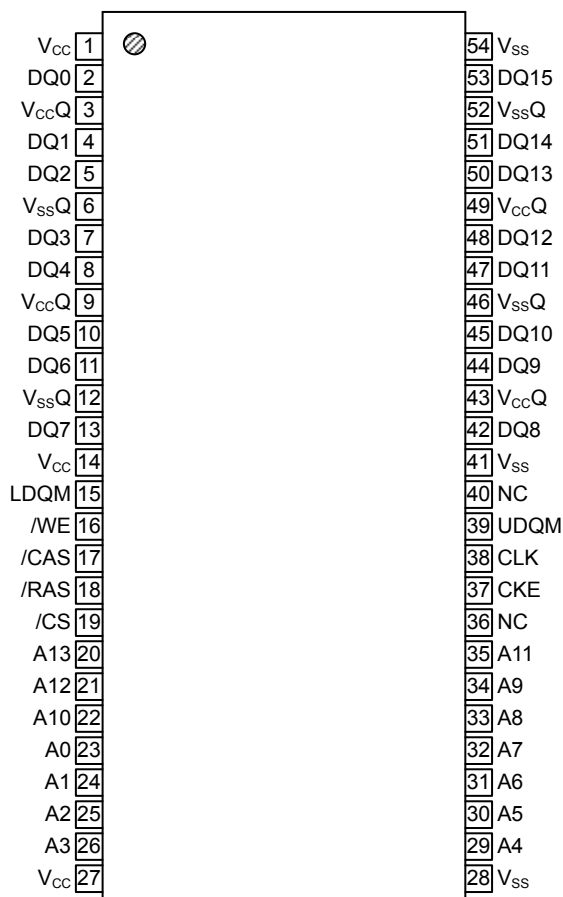 VCC 1 54 VSS
DQ0 2 53 DQ15
VCCQ 3 52 VSSQ
DQ1 4 51 DQ14
DQ2 5 50 DQ13
VSSQ 6 49 VCCQ
DQ3 7 48 DQ12
DQ4 8 47 DQ11
VCCQ 9 46 VSSQ
DQ5 10 45 DQ10
DQ6 11 44 DQ9
VSSQ 12 43 VCCQ
DQ7 13 42 DQ8
VCC 14 41 VSS
LDQM 15 40 NC
/WE 16 39 UDQM
/CAS 17 38 CLK
/RAS 18 37 CKE
/CS 19 36 NC
A13 20 35 A11
A12 21 34 A9
A10 22 33 A8
A0 23 32 A7
A1 24 31 A6
A2 25 30 A5
A3 26 29 A4
VCC 27 28 VSS